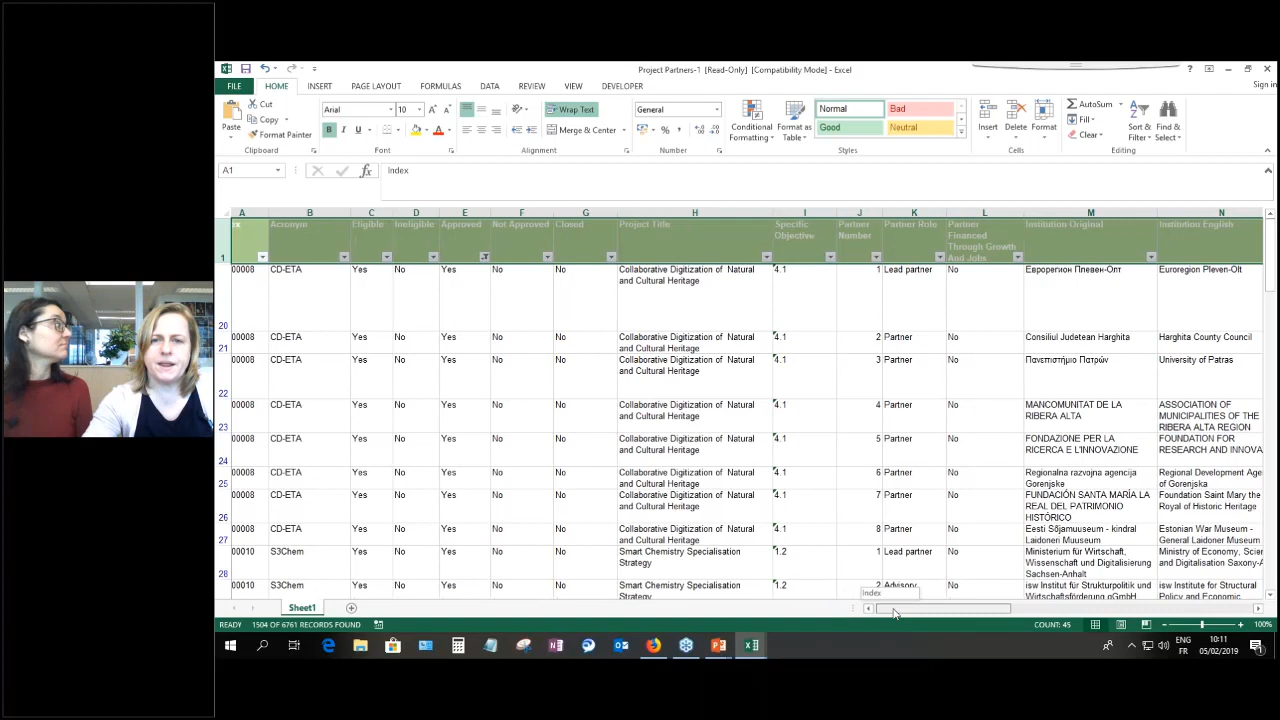 Project Partners-1 [Read-Only] [Compatibility Mode] - Excel
FILE HOME INSERT PAGE LAYOUT FORMULAS DATA REVIEW VIEW DEVELOPER Sign in
Cut
Copy
Format Painter
Paste
Clipboard
Arial 10
Font
Wrap Text
Merge & Center
Alignment
General
Number
Conditional Formatting
Format as Table
Normal Bad
Good Neutral
Styles
Insert Delete Format
Cells
AutoSum
Fill
Clear
Sort & Filter
Find & Select
Editing
A1 Index
A B C D E F G H I J K L M N
Acronym Eligible Ineligible Approved Not Approved Closed Project Title Specific Objective Partner Number Partner Role Partner Financed Through Growth And Jobs Institution Original Institution English
1
20 00008 CD-ETA Yes No Yes No No Collaborative Digitization of Natural and Cultural Heritage 4.1 1 Lead partner No Еврорегион Плевен-Олт Euroregion Pleven-Olt
21 00008 CD-ETA Yes No Yes No No Collaborative Digitization of Natural and Cultural Heritage 4.1 2 Partner No Consiliul Judetean Harghita Harghita County Council
22 00008 CD-ETA Yes No Yes No No Collaborative Digitization of Natural and Cultural Heritage 4.1 3 Partner No Πανεπιστήμιο Πατρών University of Patras
23 00008 CD-ETA Yes No Yes No No Collaborative Digitization of Natural and Cultural Heritage 4.1 4 Partner No MANCOMUNITAT DE LA RIBERA ALTA ASSOCIATION OF MUNICIPALITIES OF THE RIBERA ALTA REGION
24 00008 CD-ETA Yes No Yes No No Collaborative Digitization of Natural and Cultural Heritage 4.1 5 Partner No FONDAZIONE PER LA RICERCA E L'INNOVAZIONE FOUNDATION FOR RESEARCH AND INNOVA
25 00008 CD-ETA Yes No Yes No No Collaborative Digitization of Natural and Cultural Heritage 4.1 6 Partner No Regionalna razvojna agencija Gorenjske Regional Development Age of Gorenjska
26 00008 CD-ETA Yes No Yes No No Collaborative Digitization of Natural and Cultural Heritage 4.1 7 Partner No FUNDACIÓN SANTA MARÍA LA REAL DEL PATRIMONIO HISTÓRICO Foundation Saint Mary the Royal of Historic Heritage
27 00008 CD-ETA Yes No Yes No No Collaborative Digitization of Natural and Cultural Heritage 4.1 8 Partner No Eesti Sõjamuuseum - kindral Laidoneri Muuseum Estonian War Museum - General Laidoner Museum
28 00010 S3Chem Yes No Yes No No Smart Chemistry Specialisation Strategy 1.2 1 Lead partner No Ministerium für Wirtschaft, Wissenschaft und Digitalisierung Sachsen-Anhalt Ministry of Economy, Scien and Digitalisation Saxony-A
00010 S3Chem Yes No Yes No No Smart Chemistry Specialisation Strategy 1.2 2 Advisory No isw Institut für Strukturpolitik und Wirtschaftsförderung gGmbH isw Institute for Structural Policy and Economic
Index
Sheet1
READY 1504 OF 6761 RECORDS FOUND COUNT: 45 100%
ENG FR
10:11
05/02/2019